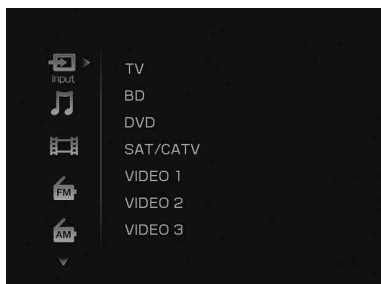 Input
TV
BD
DVD
SAT/CATV
VIDEO 1
VIDEO 2
FM
VIDEO 3
AM